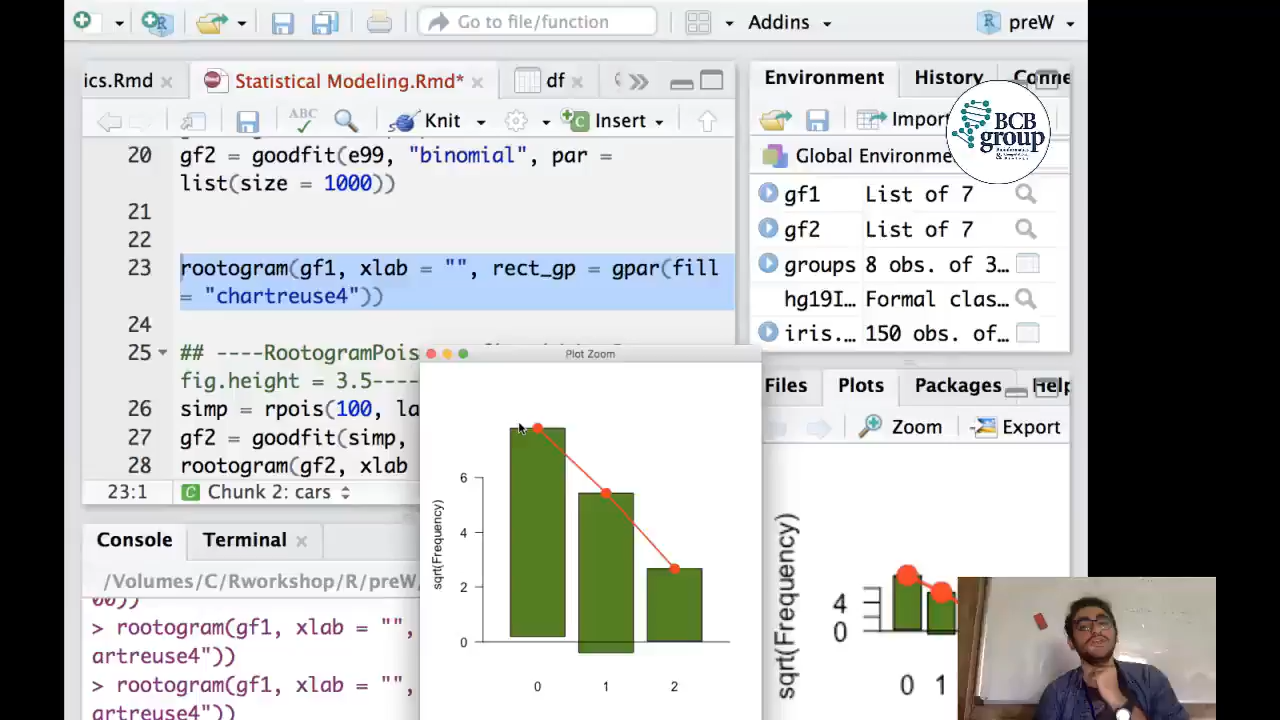 Go to file/function
Addins
preW
ics.Rmd
Statistical Modeling.Rmd*
df
Environment
History
Conne
ABC
Knit
Insert
Import
BCB
group
Global Environme
20 gf2 = goodfit(e99, "binomial", par =
list(size = 1000))
21
22
23 rootogram(gf1, xlab = "", rect_gp = gpar(fill
= "chartreuse4"))
24
25 ## ----RootogramPois
fig.height = 3.5----
26 simp = rpois(100, la
27 gf2 = goodfit(simp,
28 rootogram(gf2, xlab
23:1 Chunk 2: cars
gf1 List of 7
gf2 List of 7
groups 8 obs. of 3…
hg19I… Formal clas…
iris.… 150 obs. of…
Files
Plots
Packages
Help
Zoom
Export
Console
Terminal
/Volumes/C/Rworkshop/R/preW/
00))
> rootogram(gf1, xlab = "",
artreuse4"))
> rootogram(gf1, xlab = "",
artreuse4"))
Plot Zoom
sqrt(Frequency)
6
4
2
0
0 1 2
sqrt(Frequency)
4
0
0 1